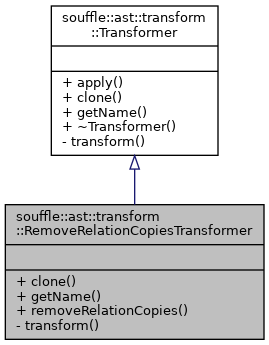 souffle::ast::transform
::Transformer
+ apply()
+ clone()
+ getName()
+ ~Transformer()
- transform()
souffle::ast::transform
::RemoveRelationCopiesTransformer
+ clone()
+ getName()
+ removeRelationCopies()
- transform()